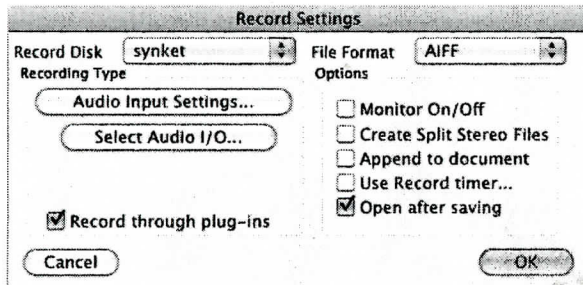 Record Settings
Record Disk synket File Format AIFF
Recording Type Options
Audio Input Settings...
Select Audio I/O...
Monitor On/Off
Create Split Stereo Files
Append to document
Use Record timer...
Open after saving
Record through plug-ins
Cancel OK